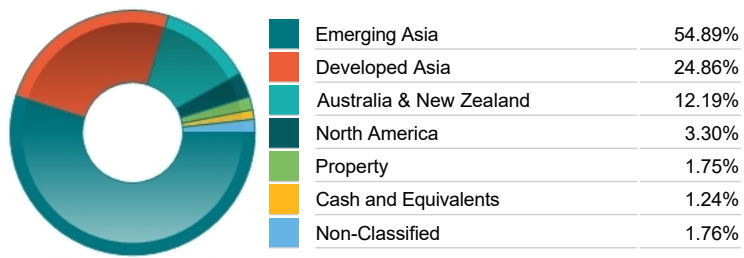 Emerging Asia 54.89%
Developed Asia 24.86%
Australia & New Zealand 12.19%
North America 3.30%
Property 1.75%
Cash and Equivalents 1.24%
Non-Classified 1.76%